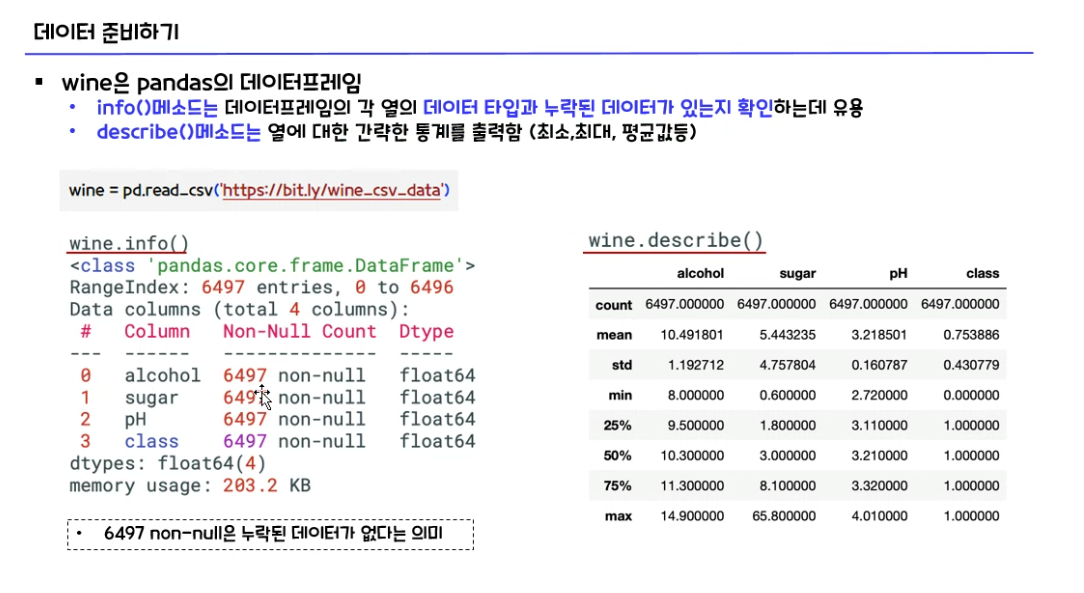 데이터 준비하기
▪ wine은 pandas의 데이터프레임
• info()메소드는 데이터프레임의 각 열의 데이터 타입과 누락된 데이터가 있는지 확인하는데 유용
• describe()메소드는 열에 대한 간략한 통계를 출력함 (최소,최대, 평균값등)
wine = pd.read_csv('https://bit.ly/wine_csv_data')
wine.info()
<class 'pandas.core.frame.DataFrame'>
RangeIndex: 6497 entries, 0 to 6496
Data columns (total 4 columns):
# Column Non-Null Count Dtype
--- ------ -------------- -----
0 alcohol 6497 non-null float64
1 sugar 6497 non-null float64
2 pH 6497 non-null float64
3 class 6497 non-null float64
dtypes: float64(4)
memory usage: 203.2 KB
• 6497 non-null은 누락된 데이터가 없다는 의미
wine.describe()
alcohol sugar pH class
count 6497.000000 6497.000000 6497.000000 6497.000000
mean 10.491801 5.443235 3.218501 0.753886
std 1.192712 4.757804 0.160787 0.430779
min 8.000000 0.600000 2.720000 0.000000
25% 9.500000 1.800000 3.110000 1.000000
50% 10.300000 3.000000 3.210000 1.000000
75% 11.300000 8.100000 3.320000 1.000000
max 14.900000 65.800000 4.010000 1.000000